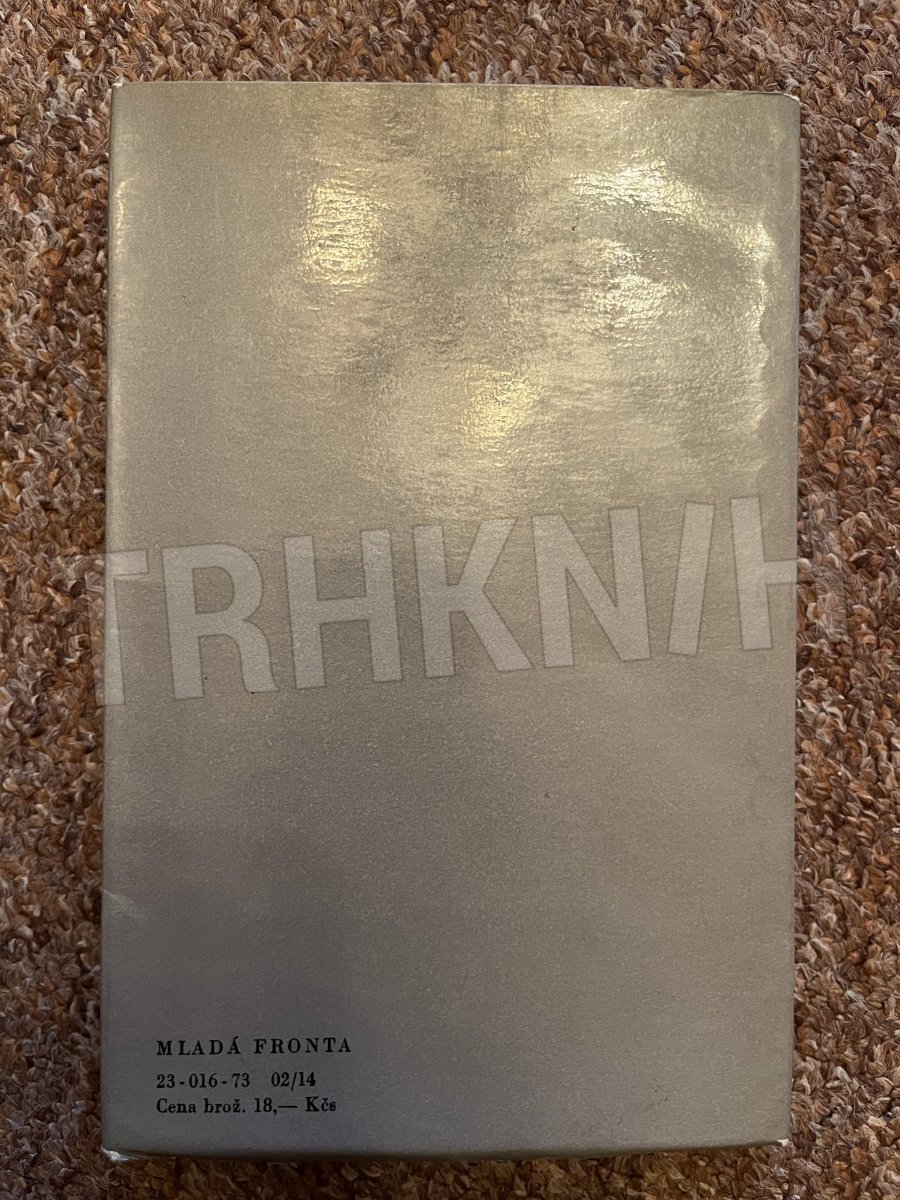 TRHKNIH
MLADÁ FRONTA
23-016-73 02/14
Cena brož. 18,— Kčs